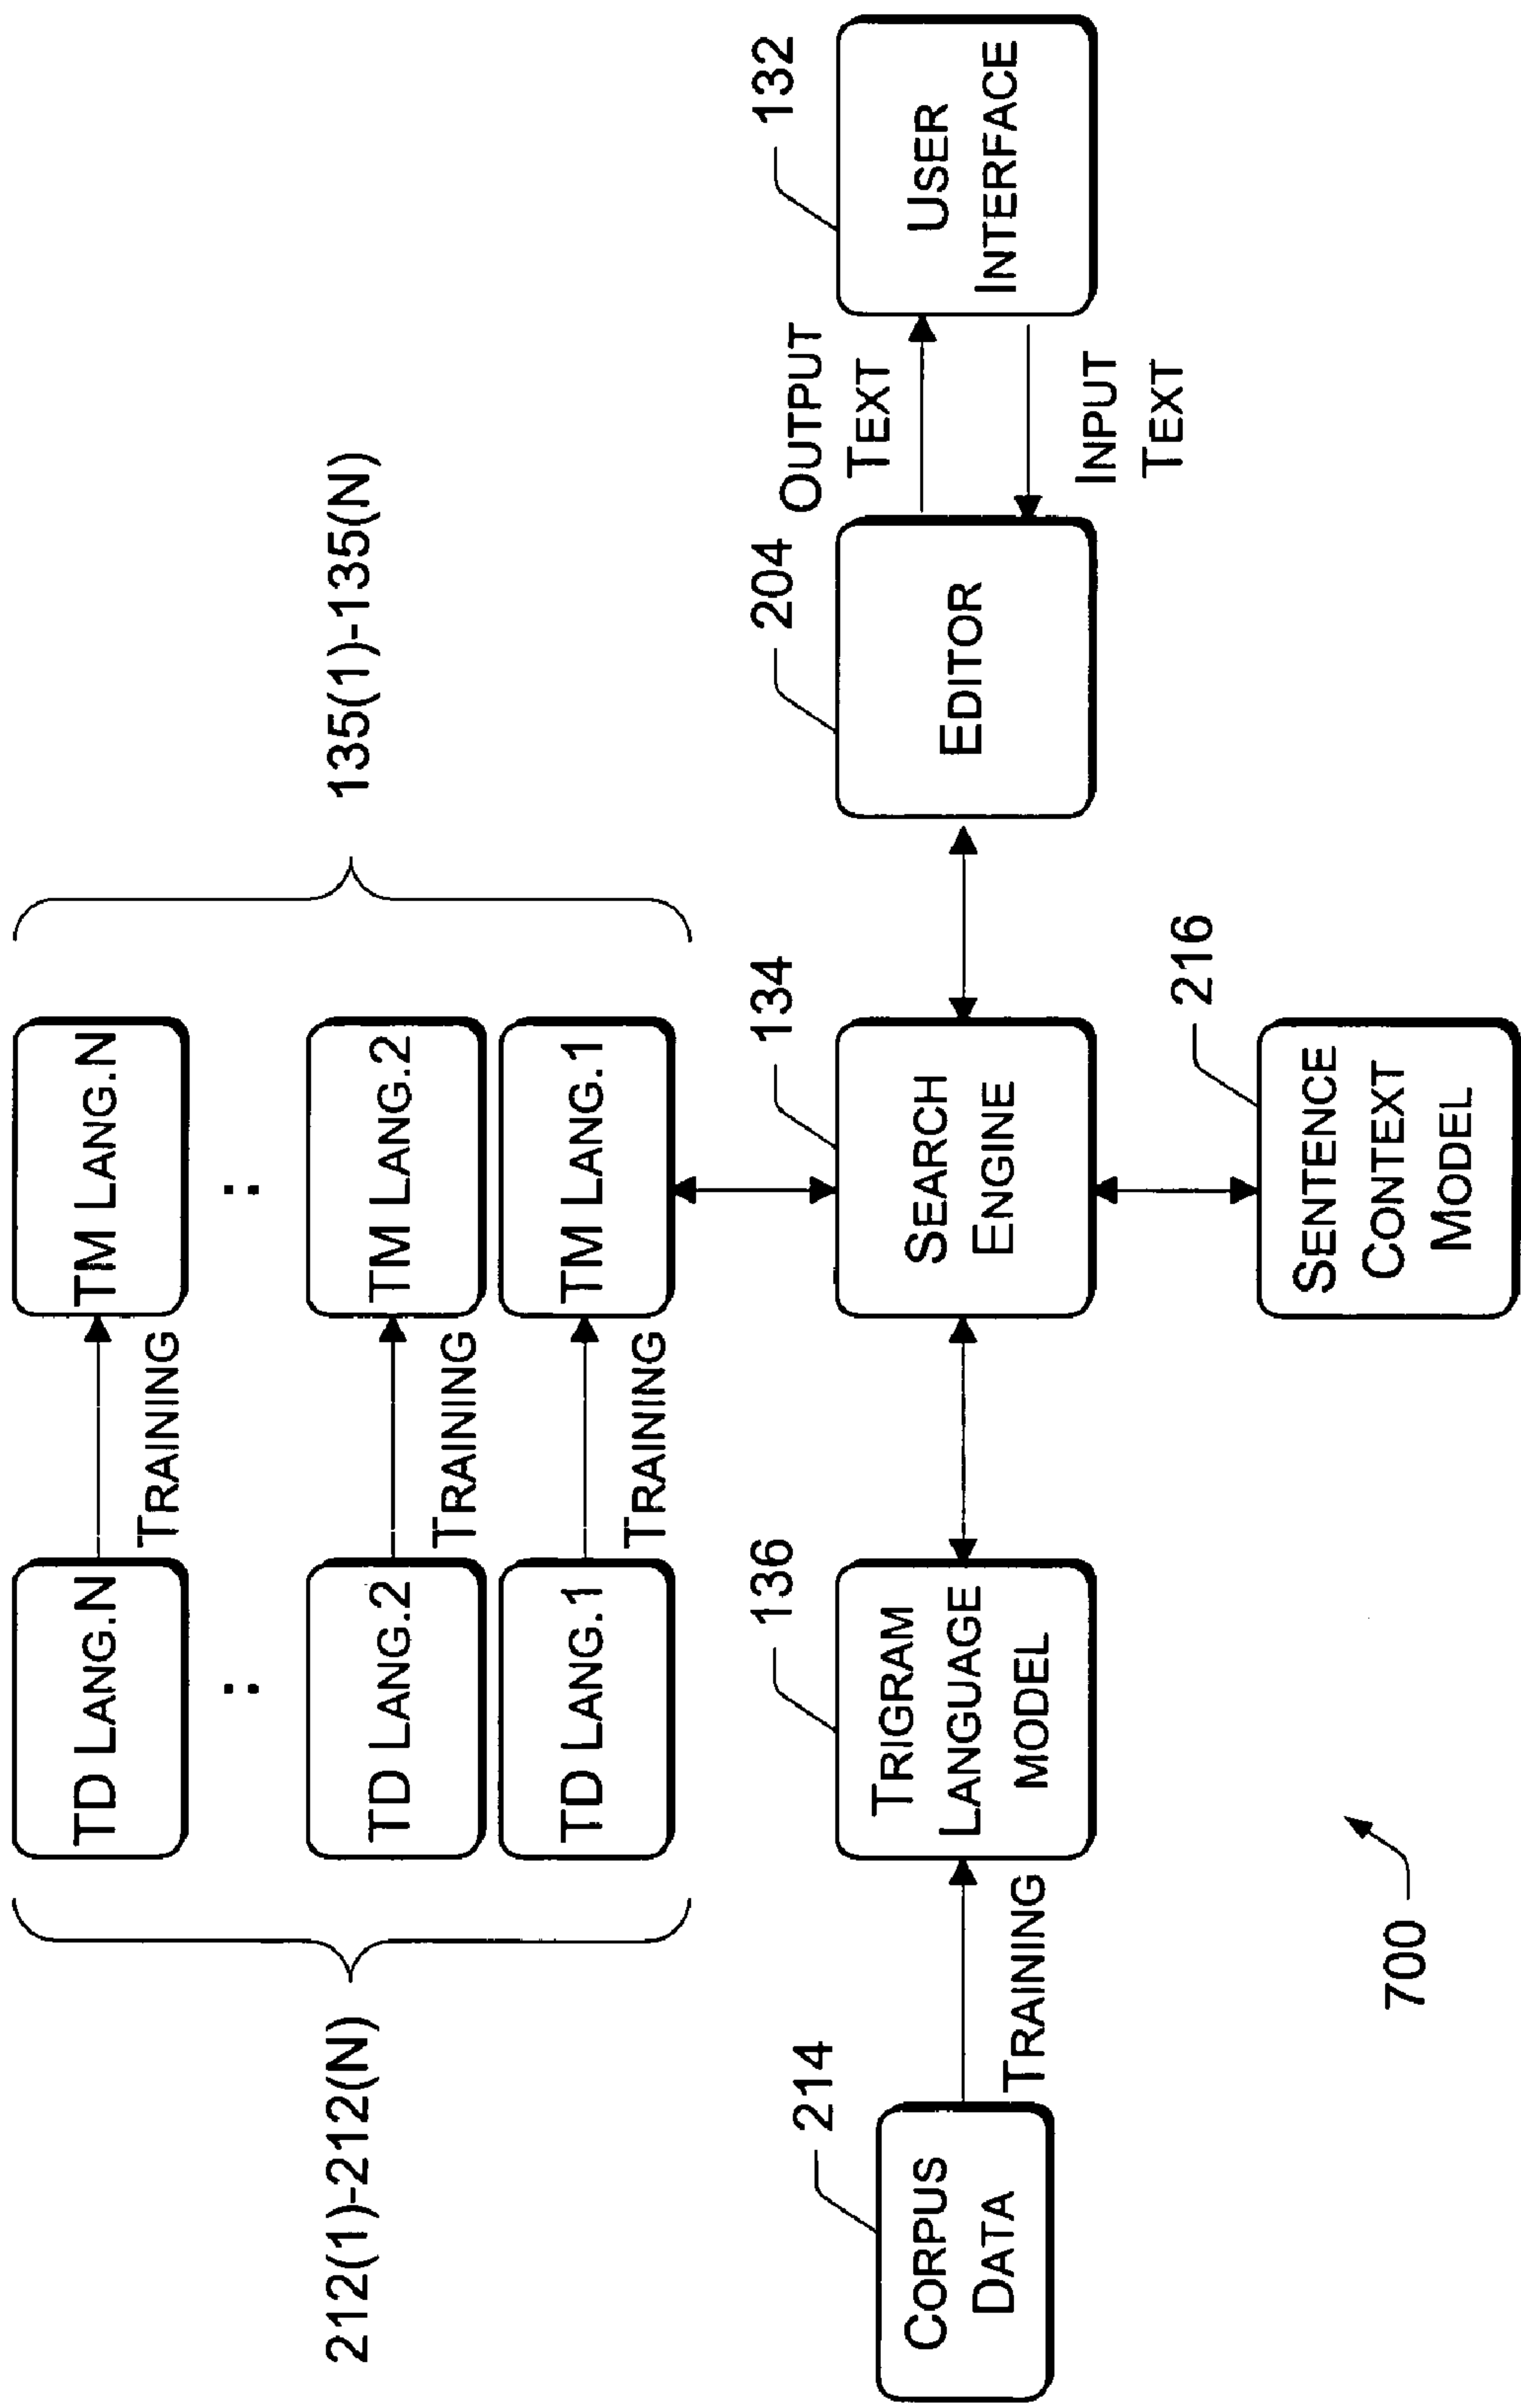 212(1)-212(N)
135(1)-135(N)
TD LANG.N
TRAINING
TM LANG.N
:
:
TD LANG.2
TRAINING
TM LANG.2
TD LANG.1
TRAINING
TM LANG.1
214
136
134
204
132
CORPUS
DATA
TRAINING
TRIGRAM
LANGUAGE
MODEL
SEARCH
ENGINE
EDITOR
OUTPUT
TEXT
INPUT
TEXT
USER
INTERFACE
216
SENTENCE
CONTEXT
MODEL
700